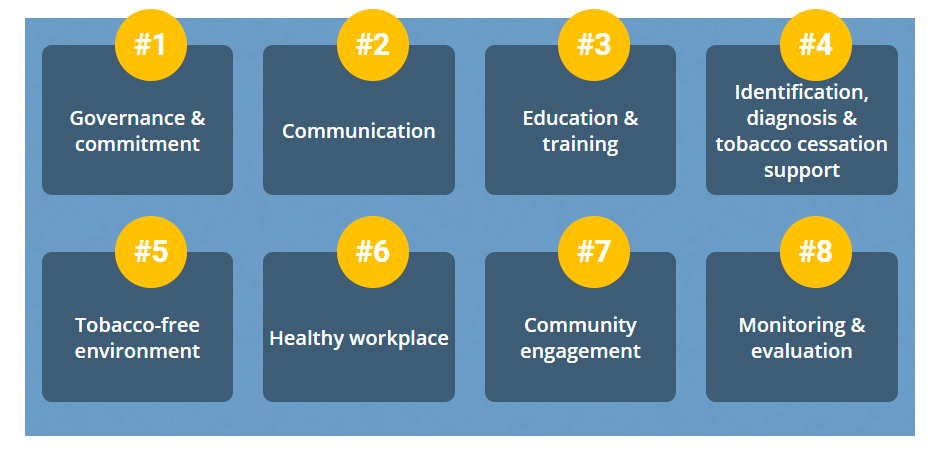 #1
Governance &
commitment
#2
Communication
#3
Education &
training
#4
Identification,
diagnosis &
tobacco cessation
support
#5
Tobacco-free
environment
#6
Healthy workplace
#7
Community
engagement
#8
Monitoring &
evaluation